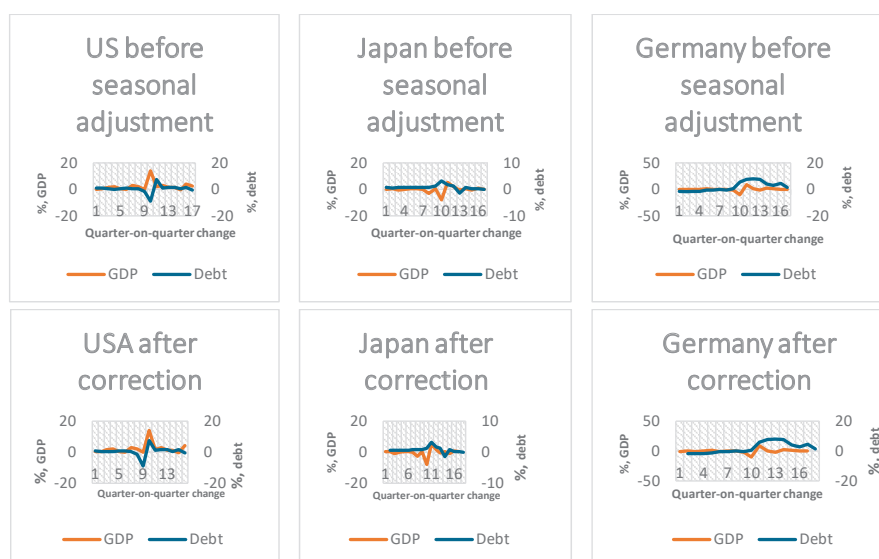 US before
seasonal
adjustment
20
0
-20
%, GDP
20
0
-20
%, debt
1 5 9 13 17
Quarter-on-quarter change
GDP Debt
Japan before
seasonal
adjustment
20
0
-20
%, GDP
10
0
-10
%, debt
1 4 7 10 13 16
Quarter-on-quarter change
GDP Debt
Germany before
seasonal
adjustment
50
0
-50
%, GDP
20
0
-20
%, debt
1 4 7 10 13 16
Quarter-on-quarter change
GDP Debt
USA after
correction
20
0
-20
%, GDP
20
0
-20
%, debt
1 5 9 13
Quarter-on-quarter change
GDP Debt
Japan after
correction
20
0
-20
%, GDP
10
0
-10
%, debt
1 6 11 16
Quarter-on-quarter change
GDP Debt
Germany after
correction
50
0
-50
%, GDP
20
0
-20
%, debt
1 4 7 10 13 16
Quarter-on-quarter change
GDP Debt